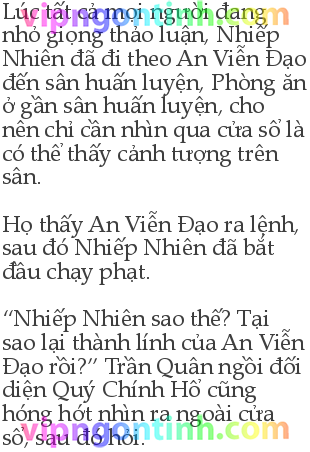 Lúc tất cả mọi người đang
nhỏ giọng thảo luận, Nhiếp
Nhiên đã đi theo An Viễn Đạo
đến sân huấn luyện, Phòng ăn
ở gần sân huấn luyện, cho
nên chỉ cần nhìn qua cửa sổ là
có thể thấy cảnh tượng trên
sân.

Họ thấy An Viễn Đạo ra lệnh,
sau đó Nhiếp Nhiên đã bắt
đầu chạy phạt.

“Nhiếp Nhiên sao thế? Tại
sao lại thành lính của An Viễn
Đạo rồi?” Trần Quân ngồi đối
diện Quý Chính Hổ cũng
hóng hớt nhìn ra ngoài cửa
sổ, sau đó hỏi.
vipngontinh.com
vipngontinh.com